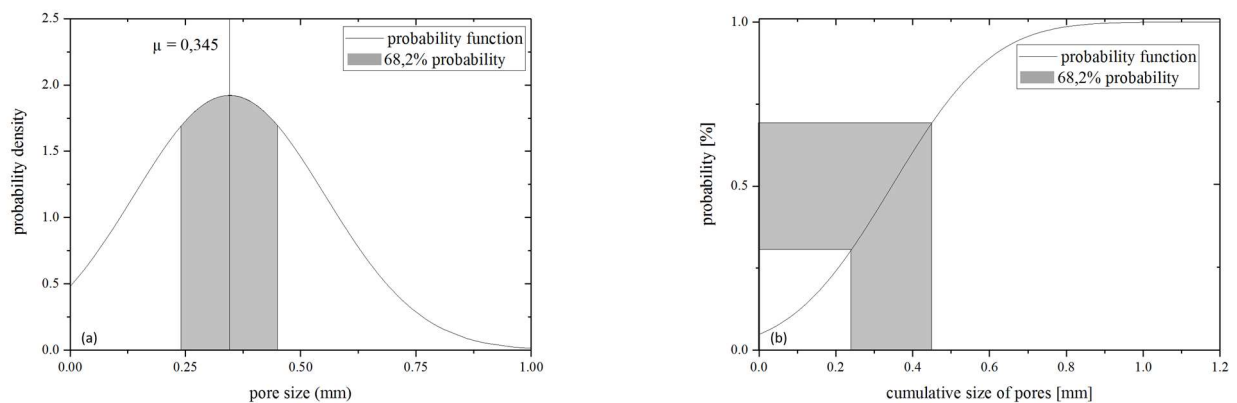 2.5
2.0
1.5
1.0
0.5
0.0
probability density
μ = 0,345
probability function
68,2% probability
(a)
0.00
0.25
0.50
0.75
1.00
pore size (mm)
1.0
0.5
0.0
probability [%]
probability function
68,2% probability
(b)
0.0
0.2
0.4
0.6
0.8
1.0
1.2
cumulative size of pores [mm]